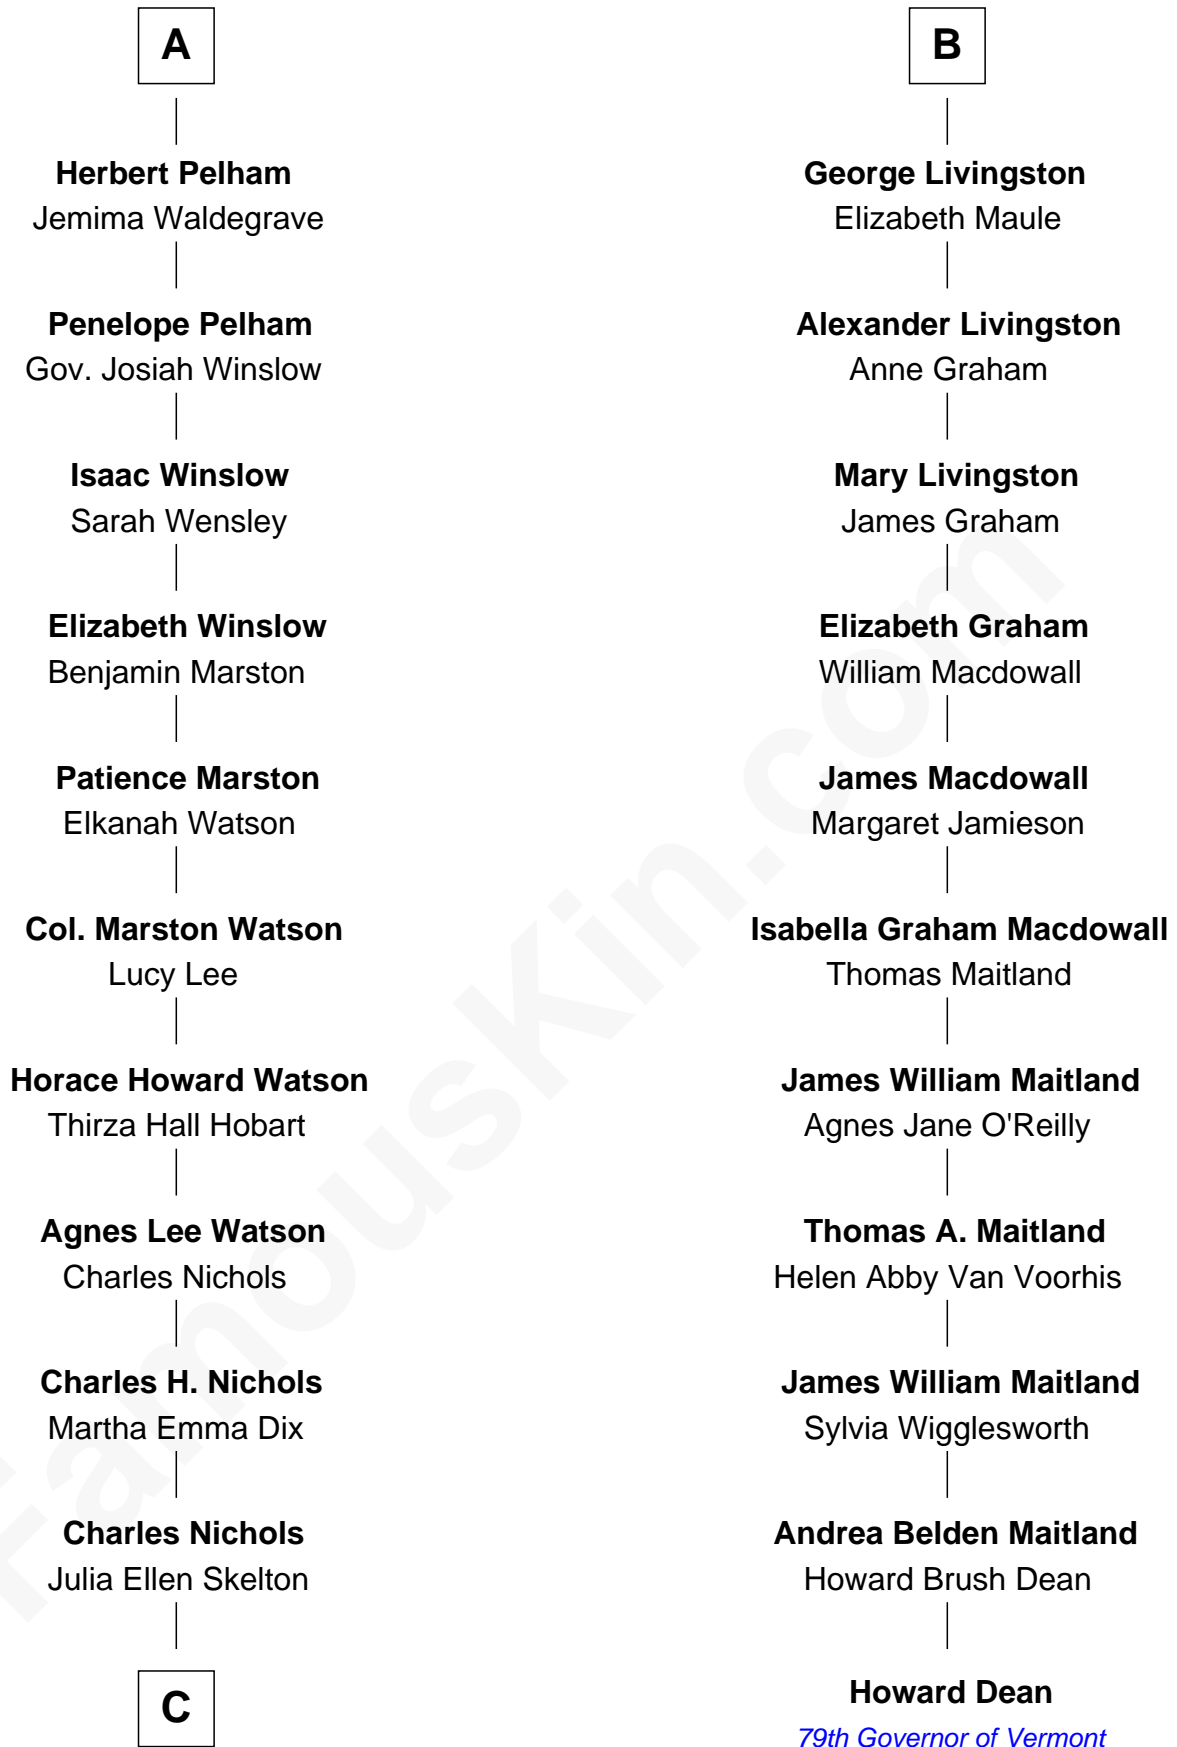 A
Herbert Pelham
Jemima Waldegrave
Penelope Pelham
Gov. Josiah Winslow
Isaac Winslow
Sarah Wensley
Elizabeth Winslow
Benjamin Marston
Patience Marston
Elkanah Watson
Col. Marston Watson
Lucy Lee
Horace Howard Watson
Thirza Hall Hobart
Agnes Lee Watson
Charles Nichols
Charles H. Nichols
Martha Emma Dix
Charles Nichols
Julia Ellen Skelton
C
B
George Livingston
Elizabeth Maule
Alexander Livingston
Anne Graham
Mary Livingston
James Graham
Elizabeth Graham
William Macdowall
James Macdowall
Margaret Jamieson
Isabella Graham Macdowall
Thomas Maitland
James William Maitland
Agnes Jane O'Reilly
Thomas A. Maitland
Helen Abby Van Voorhis
James William Maitland
Sylvia Wigglesworth
Andrea Belden Maitland
Howard Brush Dean
Howard Dean
79th Governor of Vermont
FamousKin.com